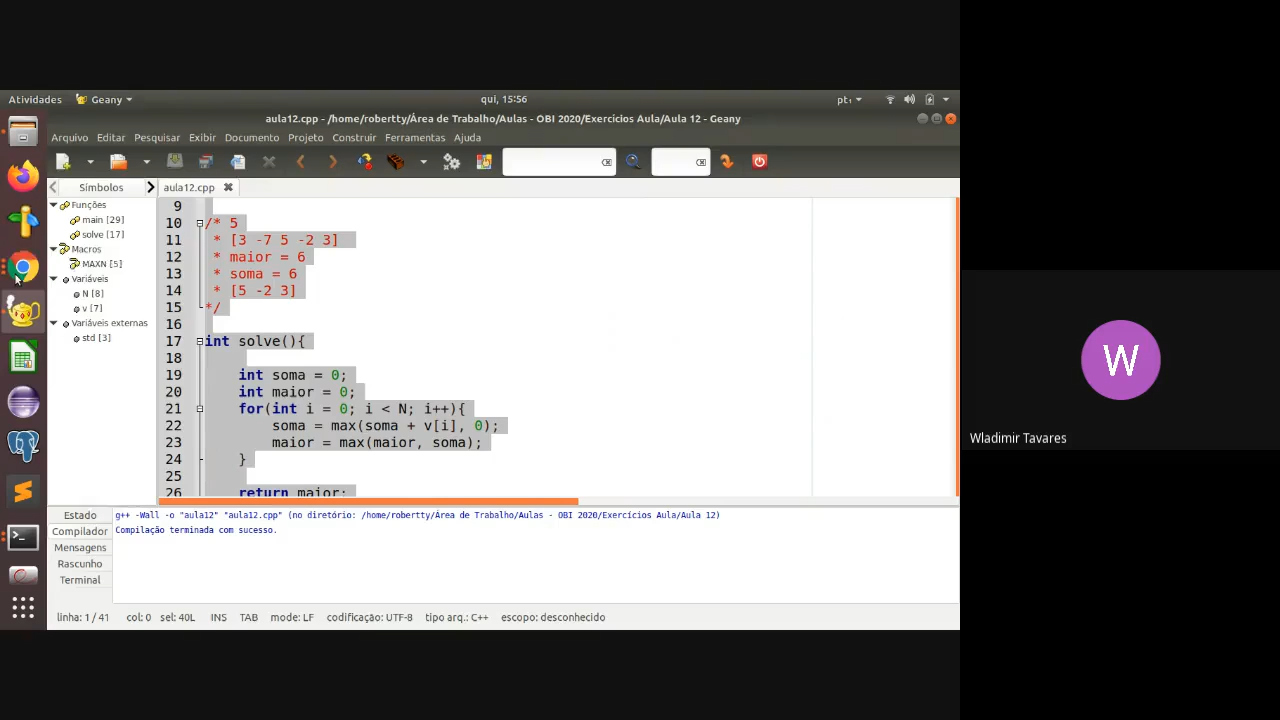 Atividades
Geany
qui, 15:56
pt₁
aula12.cpp - /home/robertty/Área de Trabalho/Aulas - OBI 2020/Exercicios Aula/Aula 12 - Geany
Arquivo Editar Pesquisar Exibir Documento Projeto Construir Ferramentas Ajuda
Símbolos
aula12.cpp
Funções
main [29]
solve [17]
Macros
MAXN [5]
Variáveis
N [8]
v [7]
Variáveis externas
std [3]
9
10 /* 5
11 * [3 -7 5 -2 3]
12 * maior = 6
13 * soma = 6
14 * [5 -2 3]
15 */
16
17 int solve(){
18
19 int soma = 0;
20 int maior = 0;
21 for(int i = 0; i < N; i++){
22 soma = max(soma + v[i], 0);
23 maior = max(maior, soma);
24 }
25
26 return maior;
Estado
Compilador
Mensagens
Rascunho
Terminal
g++ -Wall -o "aula12" "aula12.cpp" (no diretório: /home/robertty/Área de Trabalho/Aulas - OBI 2020/Exercícios Aula/Aula 12)
Compilação terminada com sucesso.
linha: 1 / 41 col: 0 sel: 40L INS TAB mode: LF codificação: UTF-8 tipo arq.: C++ escopo: desconhecido
W
Wladimir Tavares